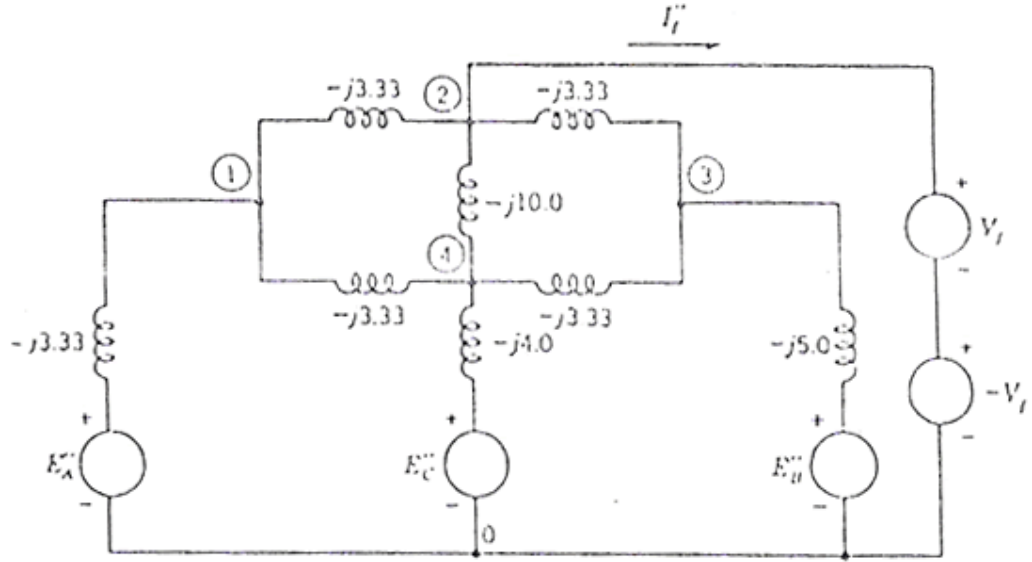 I_f''
-j3.33
②
-j3.33
①
③
-j10.0
+
V_f
④
-
-j3.33
-j3.33
-j3.33
-j4.0
-j5.0
+
-V_f
+
+
+
-
E_A''
E_C''
E_B''
-
-
-
0